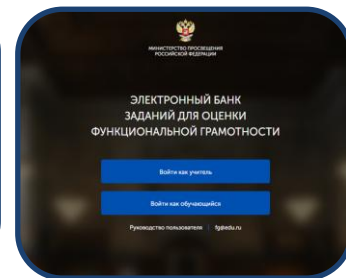 МИНИСТЕРСТВО ПРОСВЕЩЕНИЯ
РОССИЙСКОЙ ФЕДЕРАЦИИ
ЭЛЕКТРОННЫЙ БАНК
ЗАДАНИЙ ДЛЯ ОЦЕНКИ
ФУНКЦИОНАЛЬНОЙ ГРАМОТНОСТИ
Войти как учитель
Войти как обучающийся
Руководство пользователя | fg@edu.ru